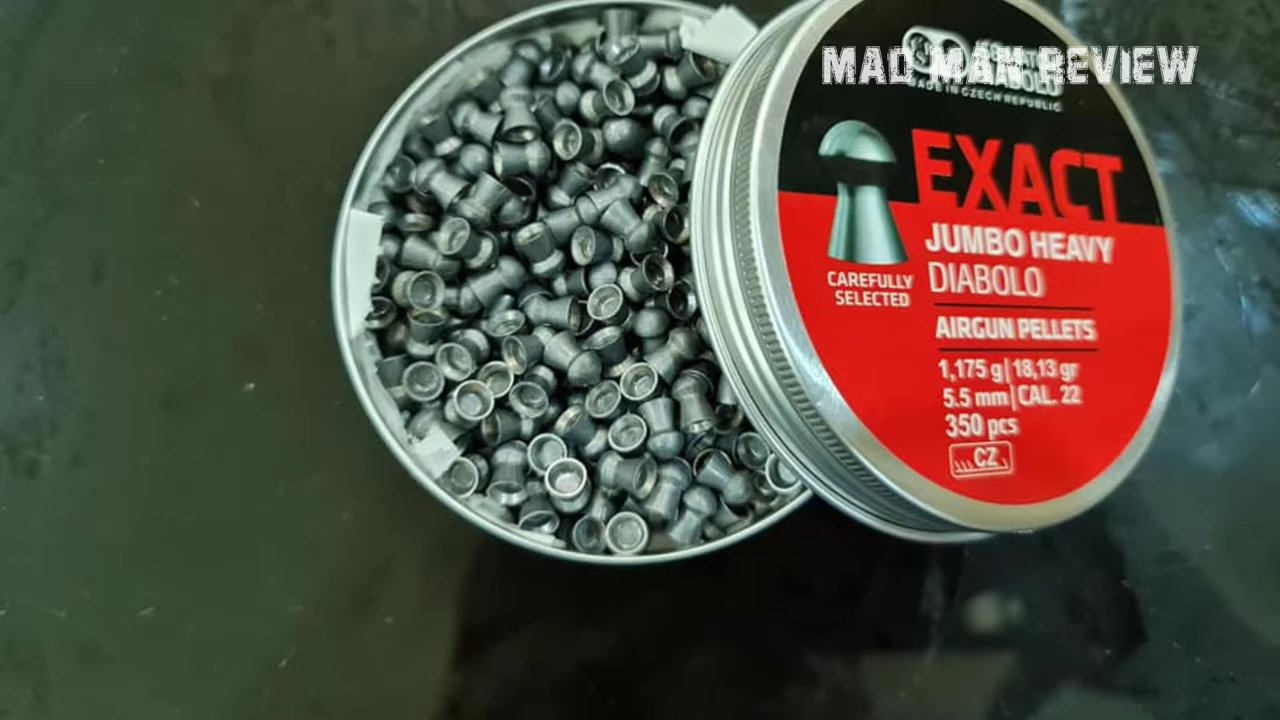 MAD MAN REVIEW
MADE IN CZECH REPUBLIC
EXACT
JUMBO HEAVY
DIABOLO
CAREFULLY
SELECTED
AIRGUN PELLETS
1,175 g | 18,13 gr
5.5 mm | CAL. 22
350 pcs
CZ